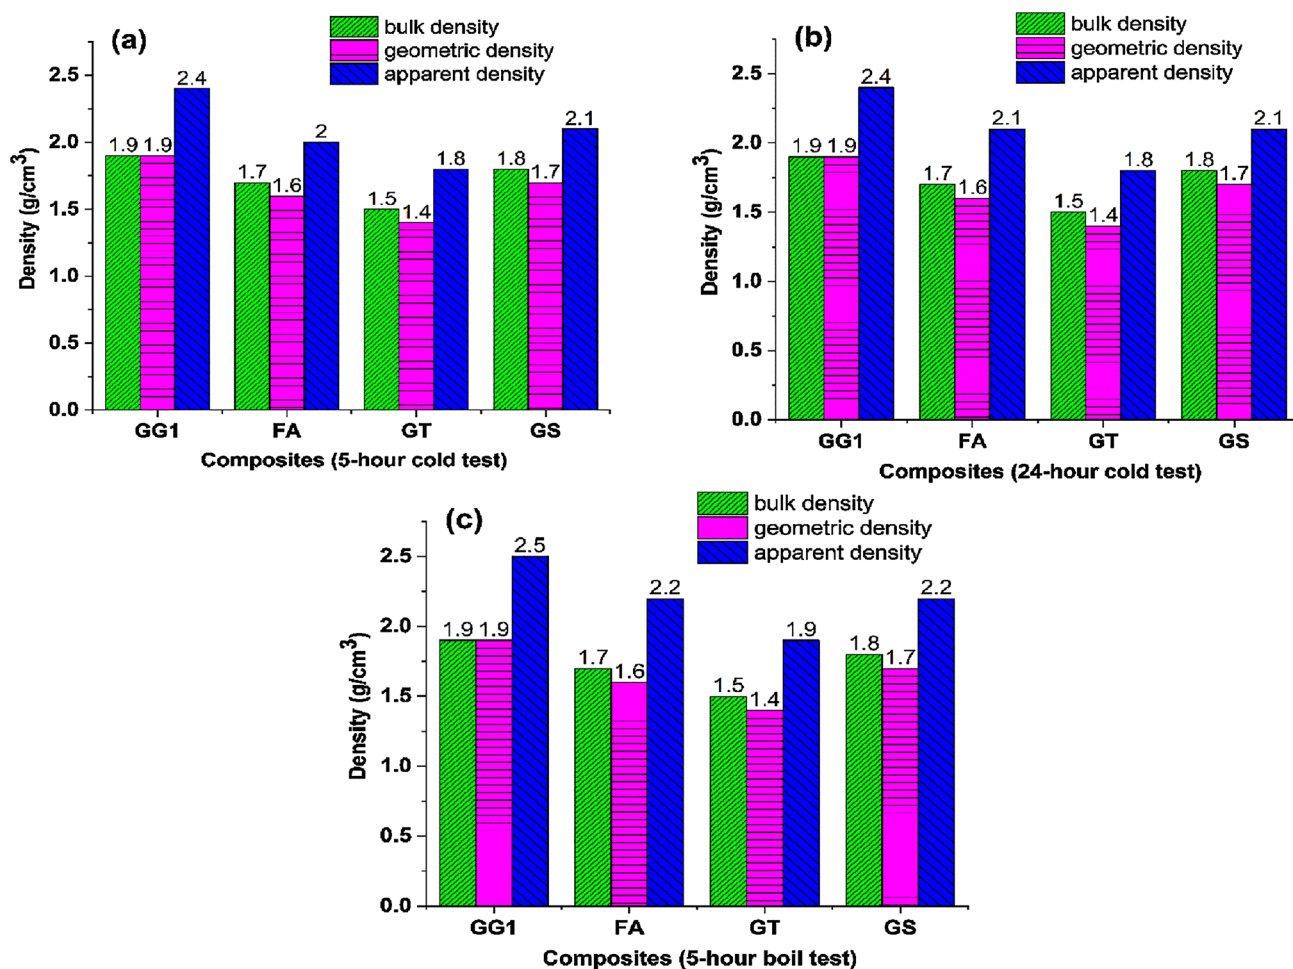 (a)
bulk density
geometric density
apparent density
Density (g/cm³)
2.5
2.0
1.5
1.0
0.5
0.0
1.9 1.9 2.4
1.7 1.6 2
1.5 1.4 1.8
1.8 1.7 2.1
GG1 FA GT GS
Composites (5-hour cold test)
(b)
bulk density
geometric density
apparent density
Density (g/cm³)
2.5
2.0
1.5
1.0
0.5
0.0
1.9 1.9 2.4
1.7 1.6 2.1
1.5 1.4 1.8
1.8 1.7 2.1
GG1 FA GT GS
Composites (24-hour cold test)
(c)
bulk density
geometric density
apparent density
Density (g/cm³)
2.5
2.0
1.5
1.0
0.5
0.0
1.9 1.9 2.5
1.7 1.6 2.2
1.5 1.4 1.9
1.8 1.7 2.2
GG1 FA GT GS
Composites (5-hour boil test)